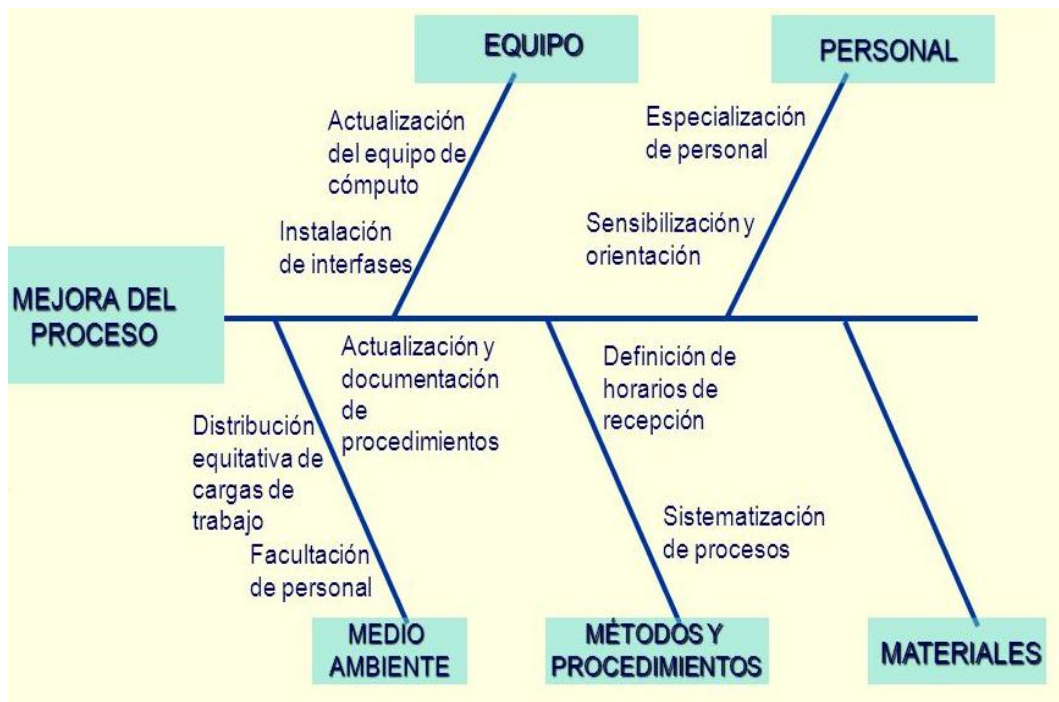 EQUIPO
PERSONAL
Actualización
del equipo de
cómputo
Instalación
de interfases
Especialización
de personal
Sensibilización y
orientación
MEJORA DEL
PROCESO
Actualización y
documentación
de
procedimientos
Definición de
horarios de
recepción
Distribución
equitativa de
cargas de
trabajo
Facultación
de personal
Sistematización
de procesos
MEDIO
AMBIENTE
MÉTODOS Y
PROCEDIMIENTOS
MATERIALES